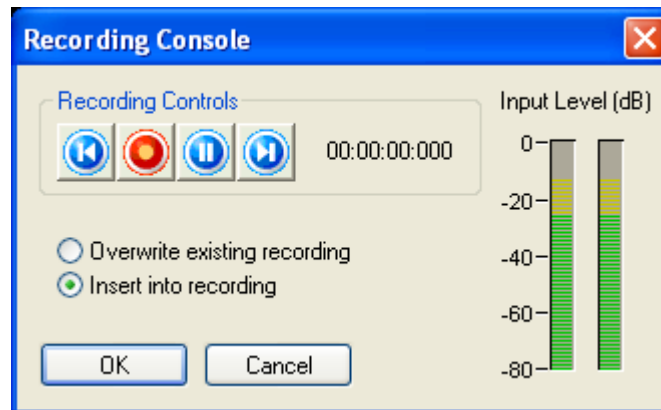 Recording Console
Recording Controls
00:00:00:000
Input Level (dB)
0
-20
-40
-60
-80
Overwrite existing recording
Insert into recording
OK
Cancel